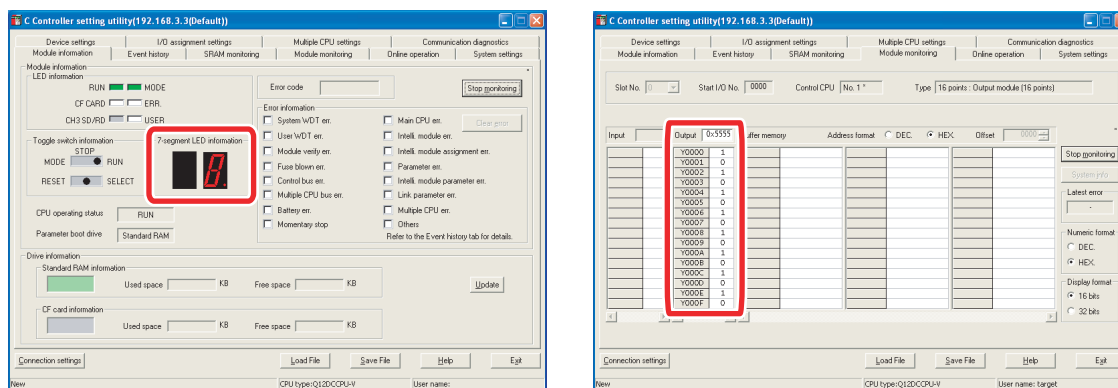 C Controller setting utility(192.168.3.3(Default))
Device settings I/O assignment settings Multiple CPU settings Communication diagnostics
Module information Event history SRAM monitoring Module monitoring Online operation System settings
Module information
LED information
RUN MODE
CF CARD ERR.
CH3 SD/RD USER
Toggle switch information
STOP
MODE RUN
RESET SELECT
7-segment LED information
8.
CPU operating status RUN
Parameter boot drive Standard RAM
Error code
Stop monitoring
Error information
System WDT err. Main CPU err. Clear error
User WDT err. Intelli. module err.
Module verify err. Intelli. module assignment err.
Fuse blown err. Parameter err.
Control bus err. Intelli. module parameter err.
Multiple CPU bus err. Link parameter err.
Battery err. Multiple CPU err.
Momentary stop Others
Refer to the Event history tab for details.
Drive information
Standard RAM information
Used space KB Free space KB Update
CF card information
Used space KB Free space KB
Connection settings Load File Save File Help Exit
New CPU type:Q12DCCPU-V User name:
C Controller setting utility(192.168.3.3(Default))
Device settings I/O assignment settings Multiple CPU settings Communication diagnostics
Module information Event history SRAM monitoring Module monitoring Online operation System settings
Slot No. 0 Start I/O No. 0000 Control CPU No. 1 * Type 16 points : Output module (16 points)
Input Output 0x5555 uffer memory Address format DEC. HEX. Offset 0000
Y0000 1
Y0001 0
Y0002 1
Y0003 0
Y0004 1
Y0005 0
Y0006 1
Y0007 0
Y0008 1
Y0009 0
Y000A 1
Y000B 0
Y000C 1
Y000D 0
Y000E 1
Y000F 0
Stop monitoring
System info
Latest error
-
Numeric format
DEC.
HEX.
Display format
16 bits
32 bits
Connection settings Load File Save File Help Exit
New CPU type:Q12DCCPU-V User name: target